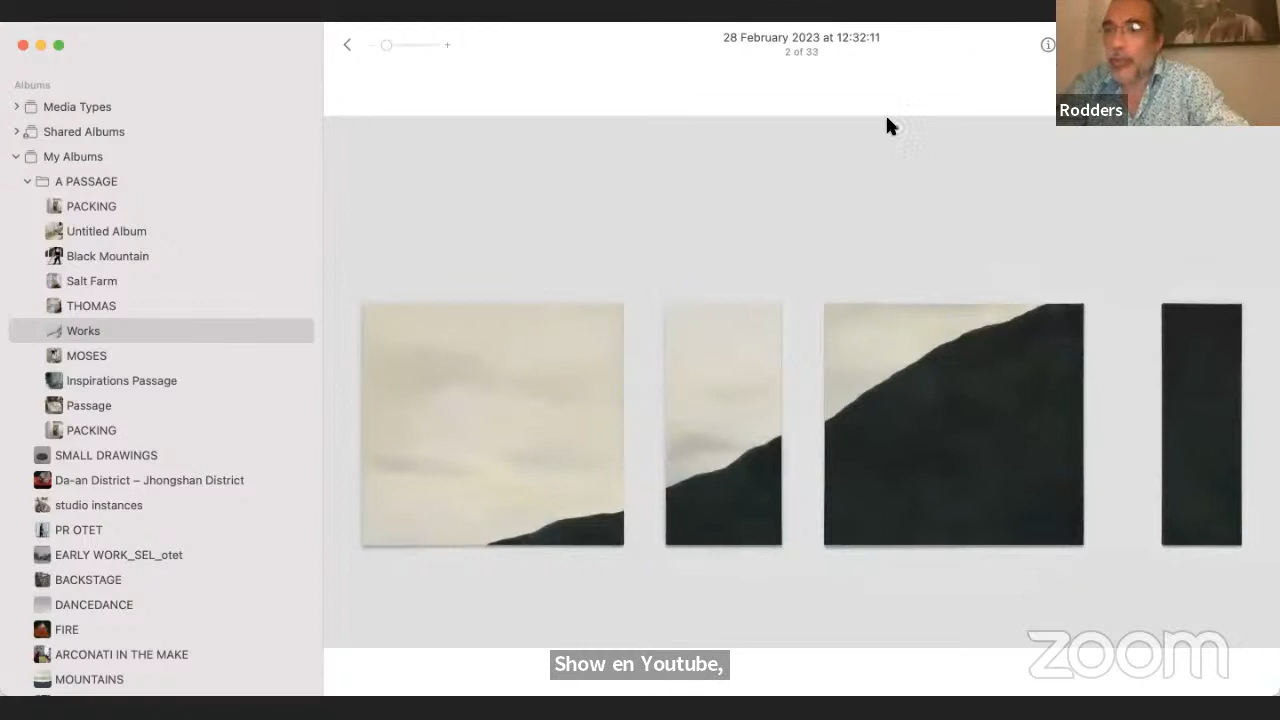 Albums
Media Types
Shared Albums
My Albums
A PASSAGE
PACKING
Untitled Album
Black Mountain
Salt Farm
THOMAS
Works
MOSES
Inspirations Passage
Passage
PACKING
SMALL DRAWINGS
Da-an District – Jhongshan District
studio instances
PR OTET
EARLY WORK_SEL_otet
BACKSTAGE
DANCEDANCE
FIRE
ARCONATI IN THE MAKE
MOUNTAINS
28 February 2023 at 12:32:11
2 of 33
Rodders
Show en Youtube,
zoom